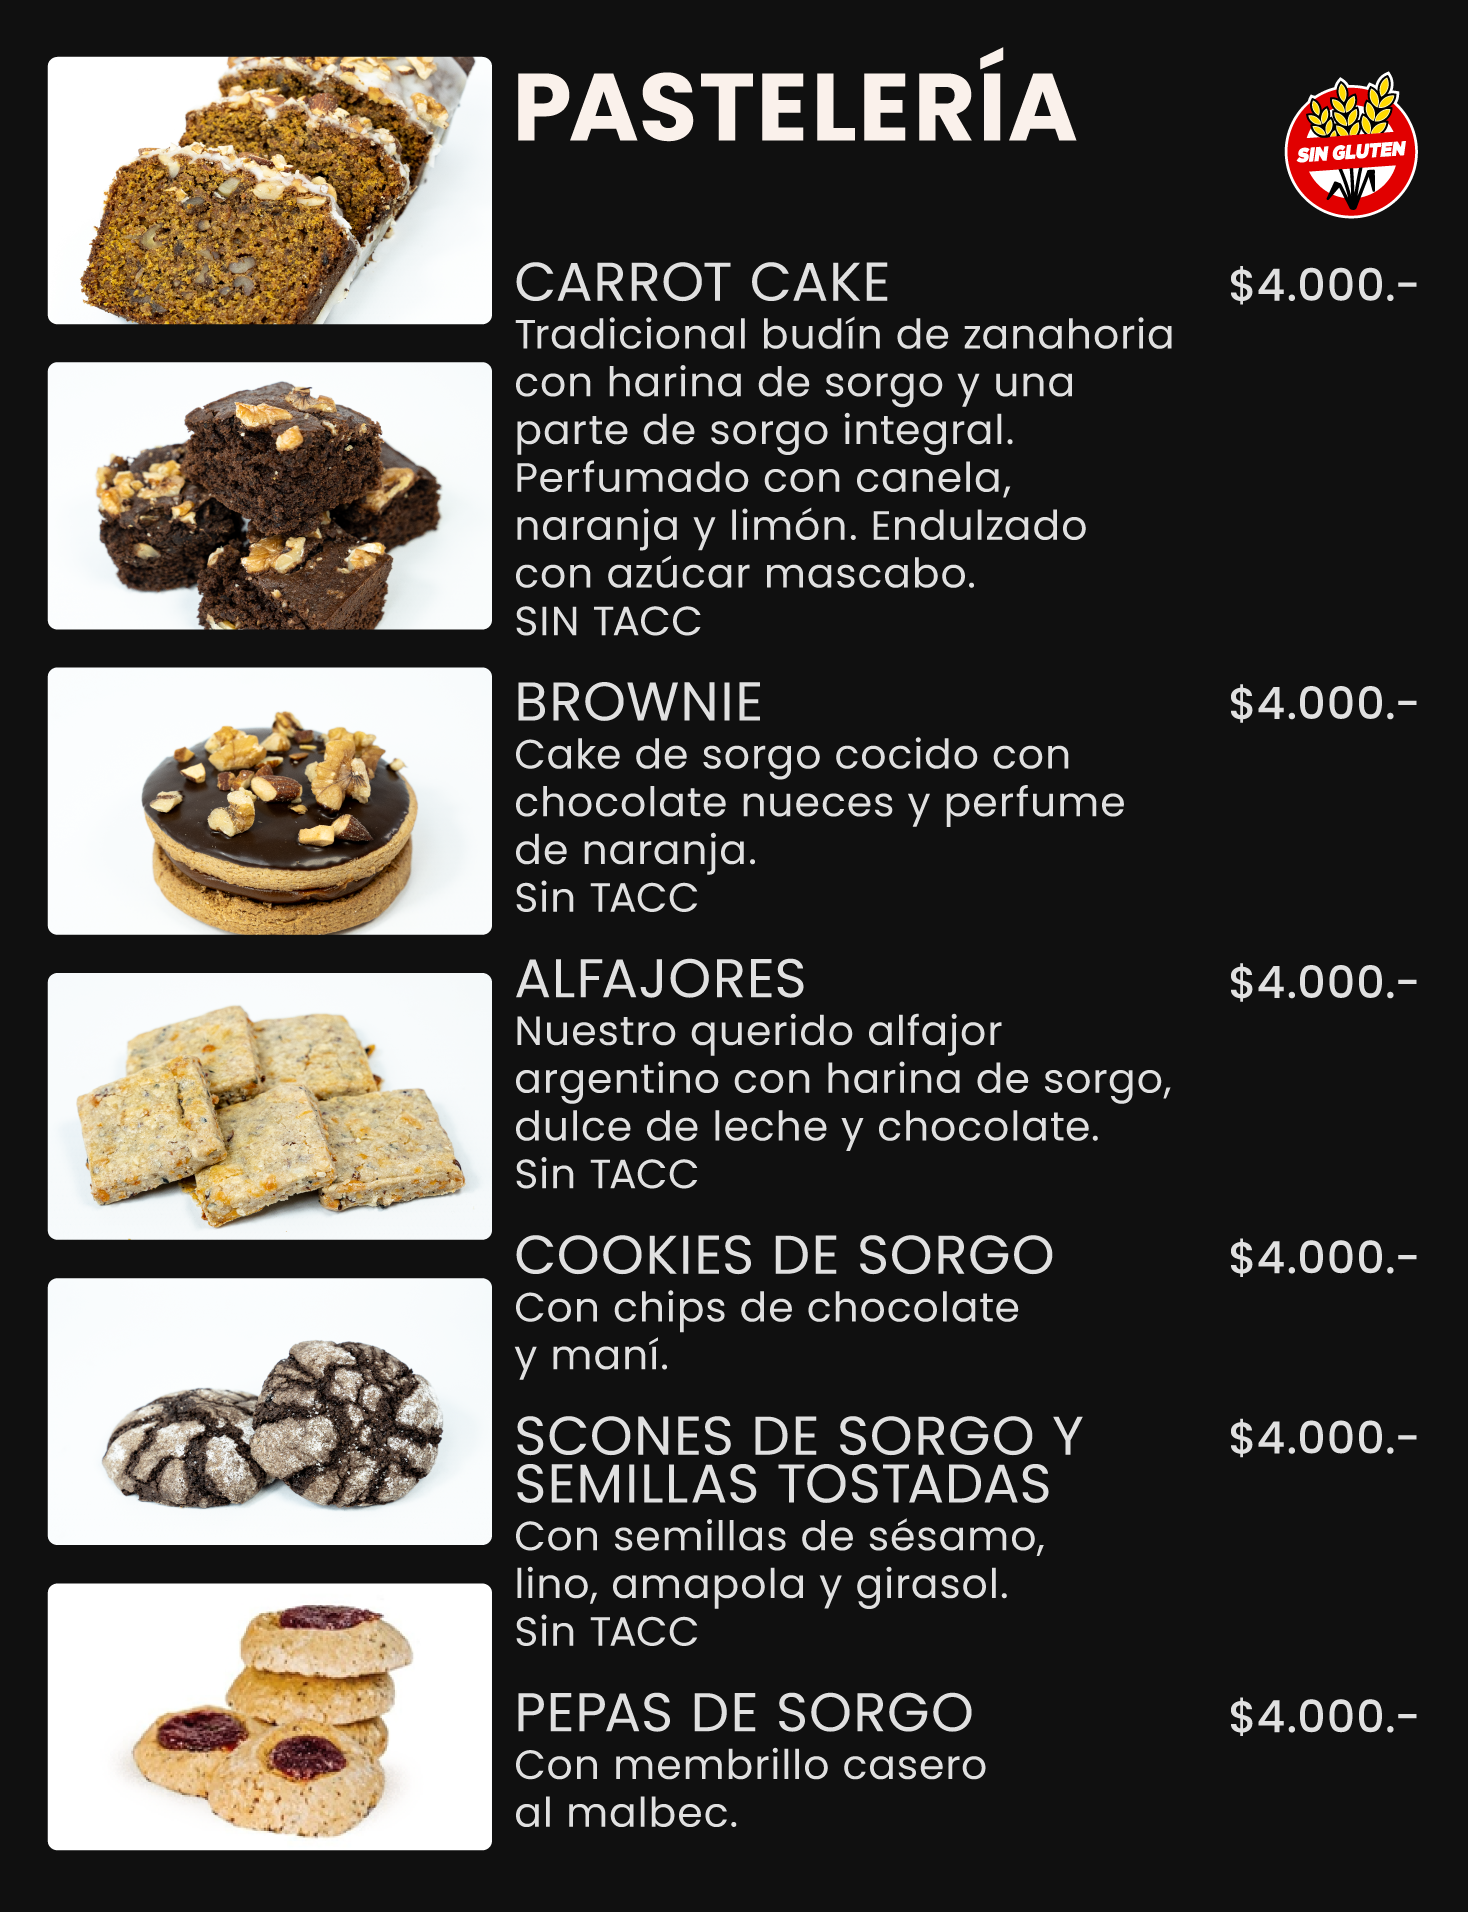 PASTELERÍA
SIN GLUTEN
CARROT CAKE $4.000.-
Tradicional budín de zanahoria
con harina de sorgo y una
parte de sorgo integral.
Perfumado con canela,
naranja y limón. Endulzado
con azúcar mascabo.
SIN TACC
BROWNIE $4.000.-
Cake de sorgo cocido con
chocolate nueces y perfume
de naranja.
Sin TACC
ALFAJORES $4.000.-
Nuestro querido alfajor
argentino con harina de sorgo,
dulce de leche y chocolate.
Sin TACC
COOKIES DE SORGO $4.000.-
Con chips de chocolate
y maní.
SCONES DE SORGO Y $4.000.-
SEMILLAS TOSTADAS
Con semillas de sésamo,
lino, amapola y girasol.
Sin TACC
PEPAS DE SORGO $4.000.-
Con membrillo casero
al malbec.